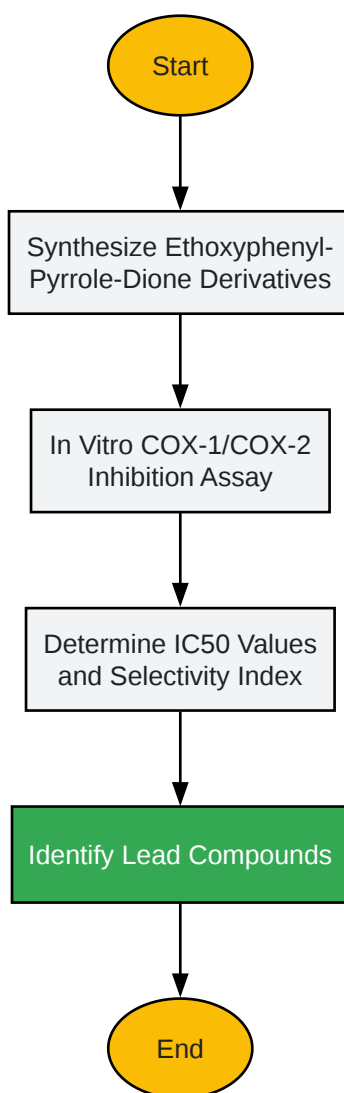 Start
Synthesize Ethoxyphenyl-
Pyrrole-Dione Derivatives
In Vitro COX-1/COX-2
Inhibition Assay
Determine IC50 Values
and Selectivity Index
Identify Lead Compounds
End